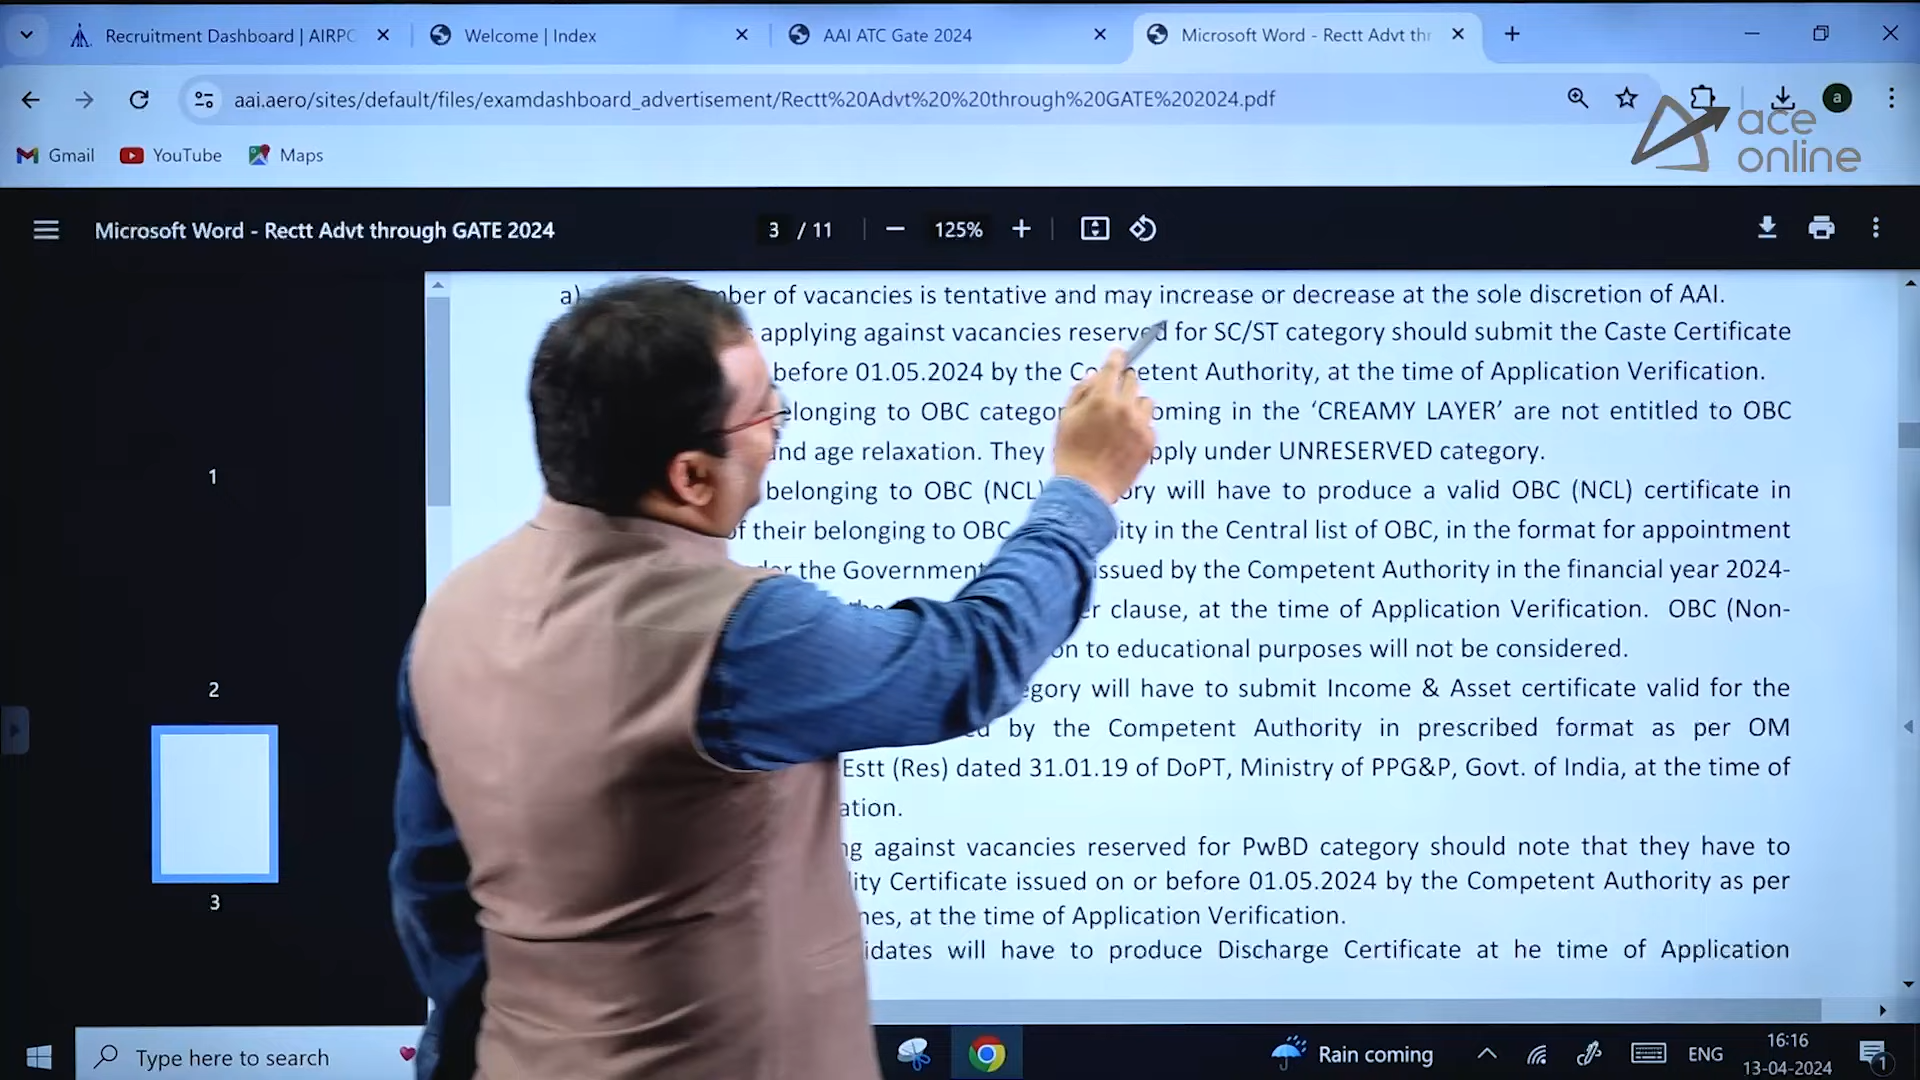 Recruitment Dashboard | AIRPC
Welcome | Index
AAI ATC Gate 2024
Microsoft Word - Rectt Advt thr
aai.aero/sites/default/files/examdashboard_advertisement/Rectt%20Advt%20%20through%20GATE%202024.pdf
a
Gmail
YouTube
Maps
ace
online
Microsoft Word - Rectt Advt through GATE 2024
3 / 11
125%
a) of vacancies is tentative and may increase or decrease at the sole discretion of AAI.
applying against vacancies reserved for SC/ST category should submit the Caste Certificate
before 01.05.2024 by the Authority, at the time of Application Verification.
to OBC in the ‘CREAMY LAYER’ are not entitled to OBC
and age relaxation. They under UNRESERVED category.
belonging to OBC (NCL) will have to produce a valid OBC (NCL) certificate in
of their belonging to OBC in the Central list of OBC, in the format for appointment
the Government issued by the Competent Authority in the financial year 2024-
clause, at the time of Application Verification. OBC (Non-
to educational purposes will not be considered.
will have to submit Income & Asset certificate valid for the
by the Competent Authority in prescribed format as per OM
Estt (Res) dated 31.01.19 of DoPT, Ministry of PPG&P, Govt. of India, at the time of
against vacancies reserved for PwBD category should note that they have to
Certificate issued on or before 01.05.2024 by the Competent Authority as per
at the time of Application Verification.
will have to produce Discharge Certificate at he time of Application
1
2
3
Type here to search
Rain coming
ENG
16:16
13-04-2024
1